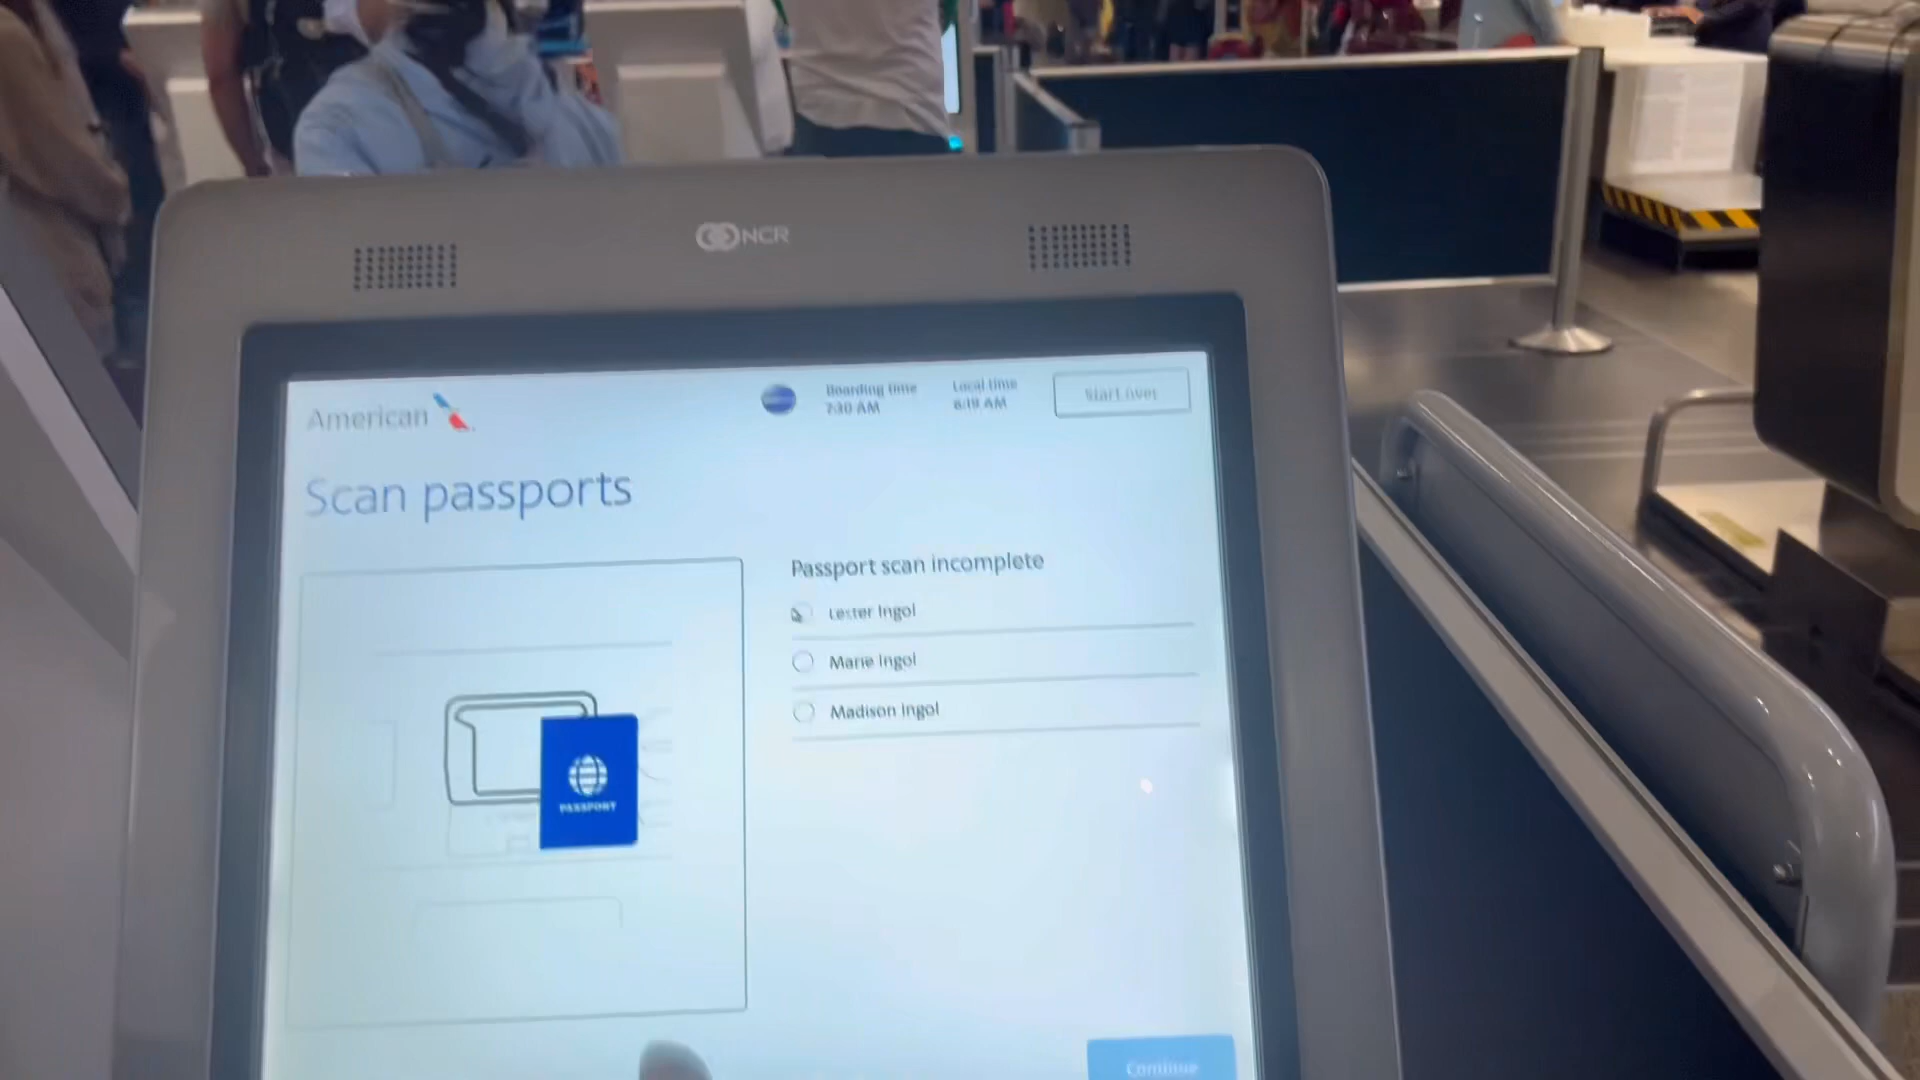 NCR
American
Boarding time
7:30 AM
Local time
6:19 AM
Start over
Scan passports
Passport scan incomplete
Lester Ingol
Marie Ingol
Madison Ingol
PASSPORT
Continue